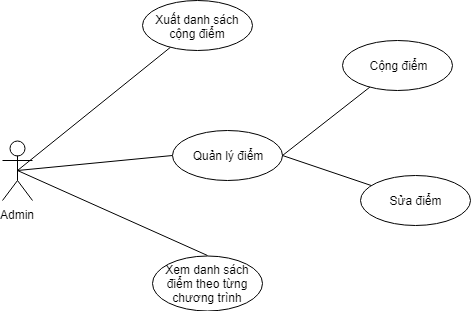 Xuất danh sách
cộng điểm
Cộng điểm
Quản lý điểm
Sửa điểm
Admin
Xem danh sách
điểm theo từng
chương trình